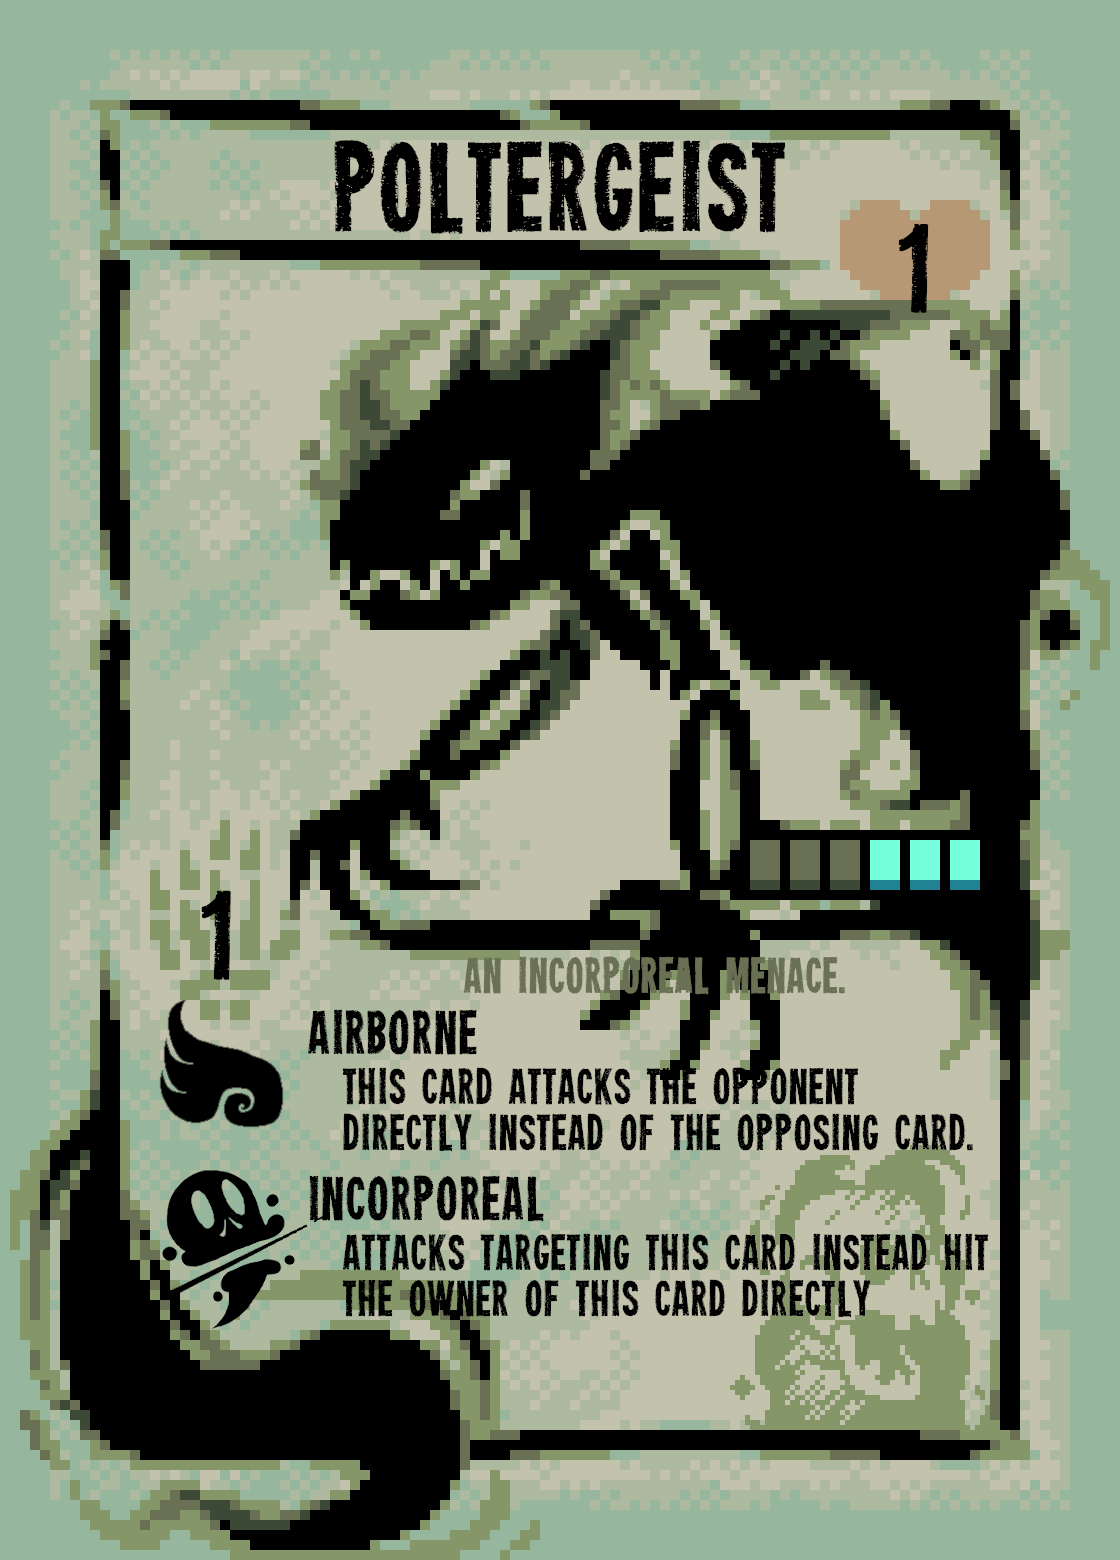 POLTERGEIST
1
1
AN INCORPOREAL MENACE.
AIRBORNE
THIS CARD ATTACKS THE OPPONENT
DIRECTLY INSTEAD OF THE OPPOSING CARD.
INCORPOREAL
ATTACKS TARGETING THIS CARD INSTEAD HIT
THE OWNER OF THIS CARD DIRECTLY